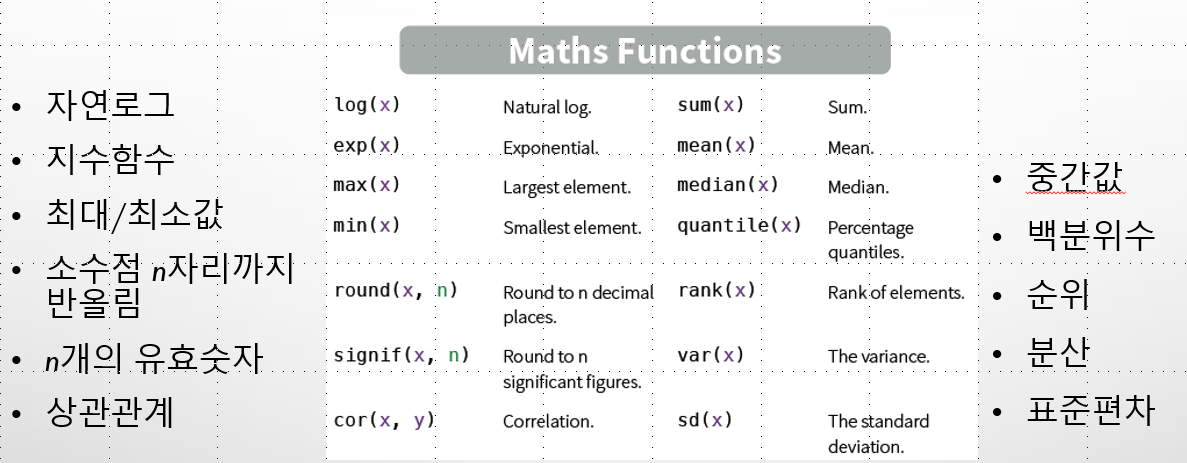 Maths Functions
• 자연로그
• 지수함수
• 최대/최소값
• 소수점 n자리까지
반올림
• n개의 유효숫자
• 상관관계
log(x) Natural log. sum(x) Sum.
exp(x) Exponential. mean(x) Mean.
max(x) Largest element. median(x) Median.
min(x) Smallest element. quantile(x) Percentage
quantiles.
round(x, n) Round to n decimal rank(x) Rank of elements.
places.
signif(x, n) Round to n var(x) The variance.
significant figures.
cor(x, y) Correlation. sd(x) The standard
deviation.
• 중간값
• 백분위수
• 순위
• 분산
• 표준편차